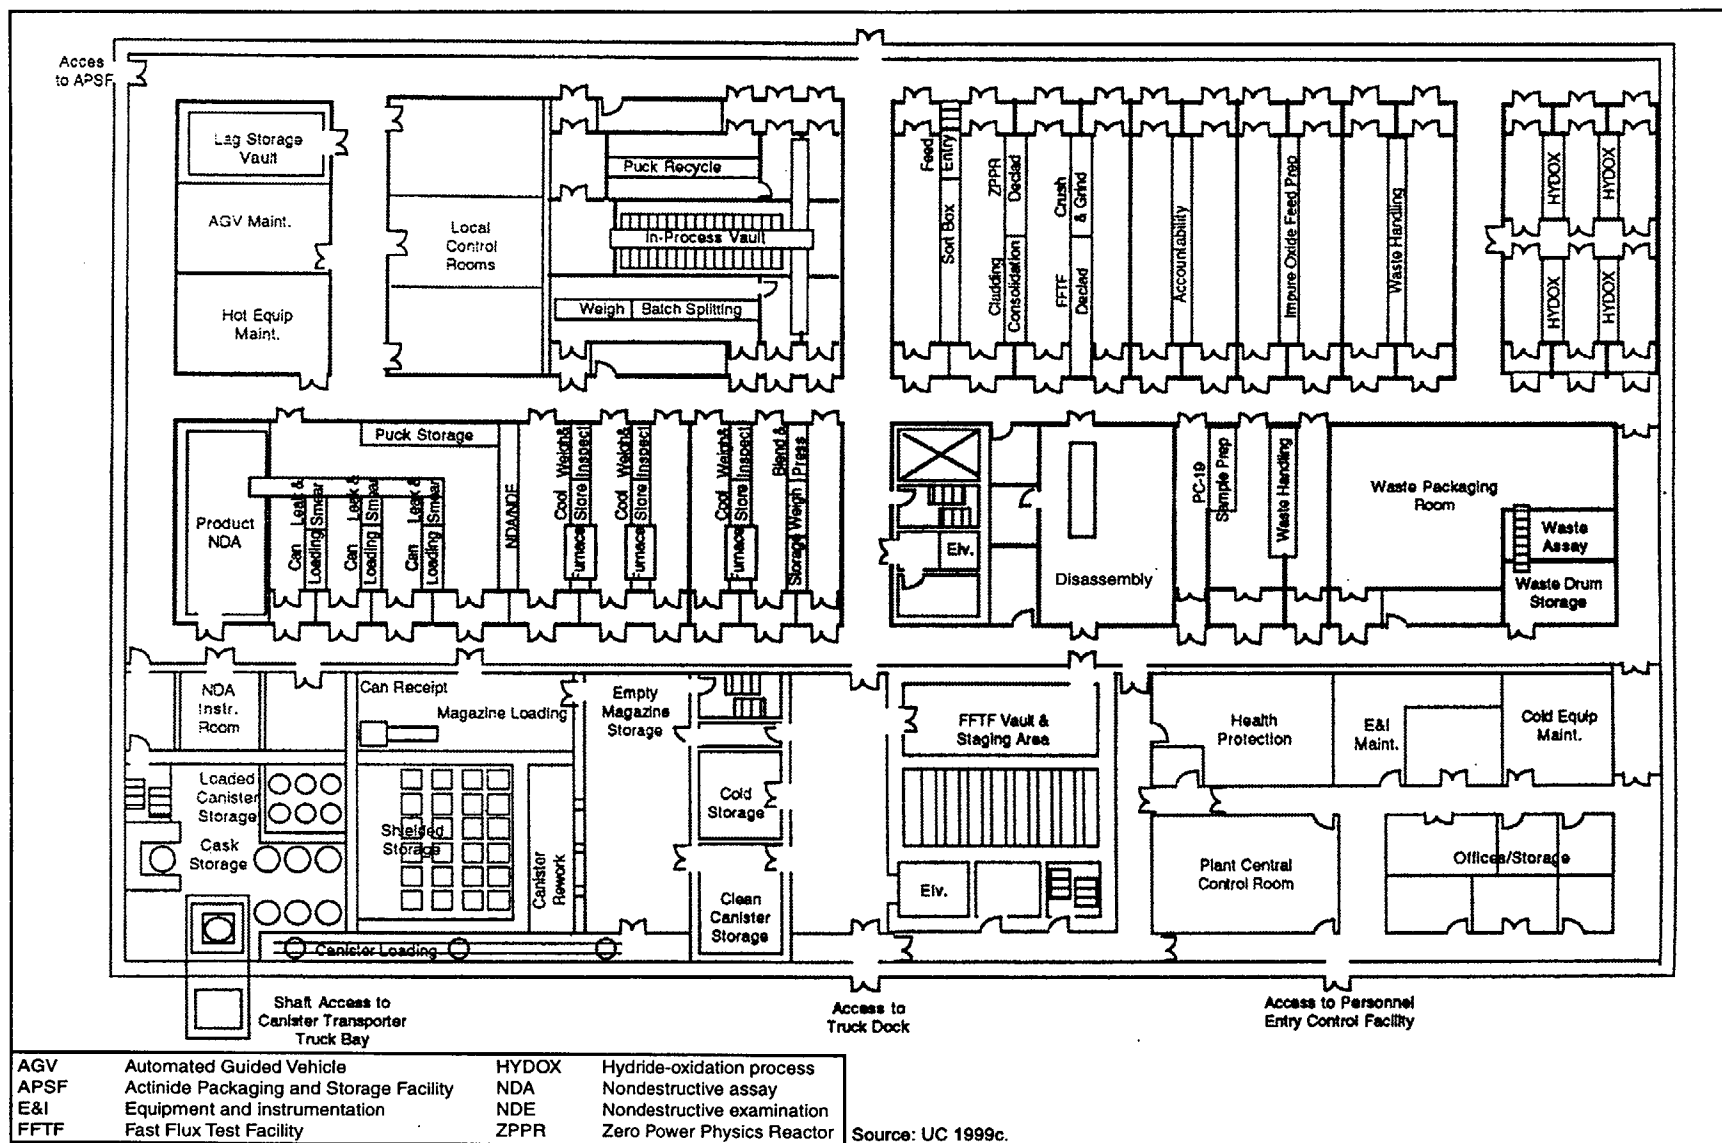 Acces
to APSF
Lag Storage
Vault
AGV Maint.
Hot Equip
Maint.
Local
Control
Rooms
Puck Recycle
In-Process Vault
Weigh
Batch Splitting
Feed
Entry
Sort Box
ZPPR
Declad
Cladding
Consolidation
Crush
& Grind
FFTF
Declad
Accountability
Impure Oxide Feed Prep
Waste Handling
HYDOX
HYDOX
HYDOX
HYDOX
Product
NDA
Puck Storage
Leak &
Smear
Can
Loading
Leak &
Smear
Can
Loading
Leak &
Smear
Can
Loading
NDA/NDE
Weigh&
Inspect
Cool
Store
Furnace
Weigh&
Inspect
Cool
Store
Furnace
Weigh&
Inspect
Cool
Store
Furnace
Blend &
Press
Storage Weigh
Elv.
Disassembly
PC-19
Sample Prep
Waste Handling
Waste Packaging
Room
Waste
Assay
Waste Drum
Storage
NDA
Instr.
Room
Can Receipt
Magazine Loading
Empty
Magazine
Storage
FFTF Vault &
Staging Area
Health
Protection
E&I
Maint.
Cold Equip
Maint.
Loaded
Canister
Storage
Cask
Storage
Shielded
Storage
Canister
Rework
Cold
Storage
Clean
Canister
Storage
Elv.
Plant Central
Control Room
Offices/Storage
Canister Loading
Shaft Access to
Canister Transporter
Truck Bay
Access to
Truck Dock
Access to Personnel
Entry Control Facility
AGV Automated Guided Vehicle HYDOX Hydride-oxidation process
APSF Actinide Packaging and Storage Facility NDA Nondestructive assay
E&I Equipment and instrumentation NDE Nondestructive examination
FFTF Fast Flux Test Facility ZPPR Zero Power Physics Reactor
Source: UC 1999c.